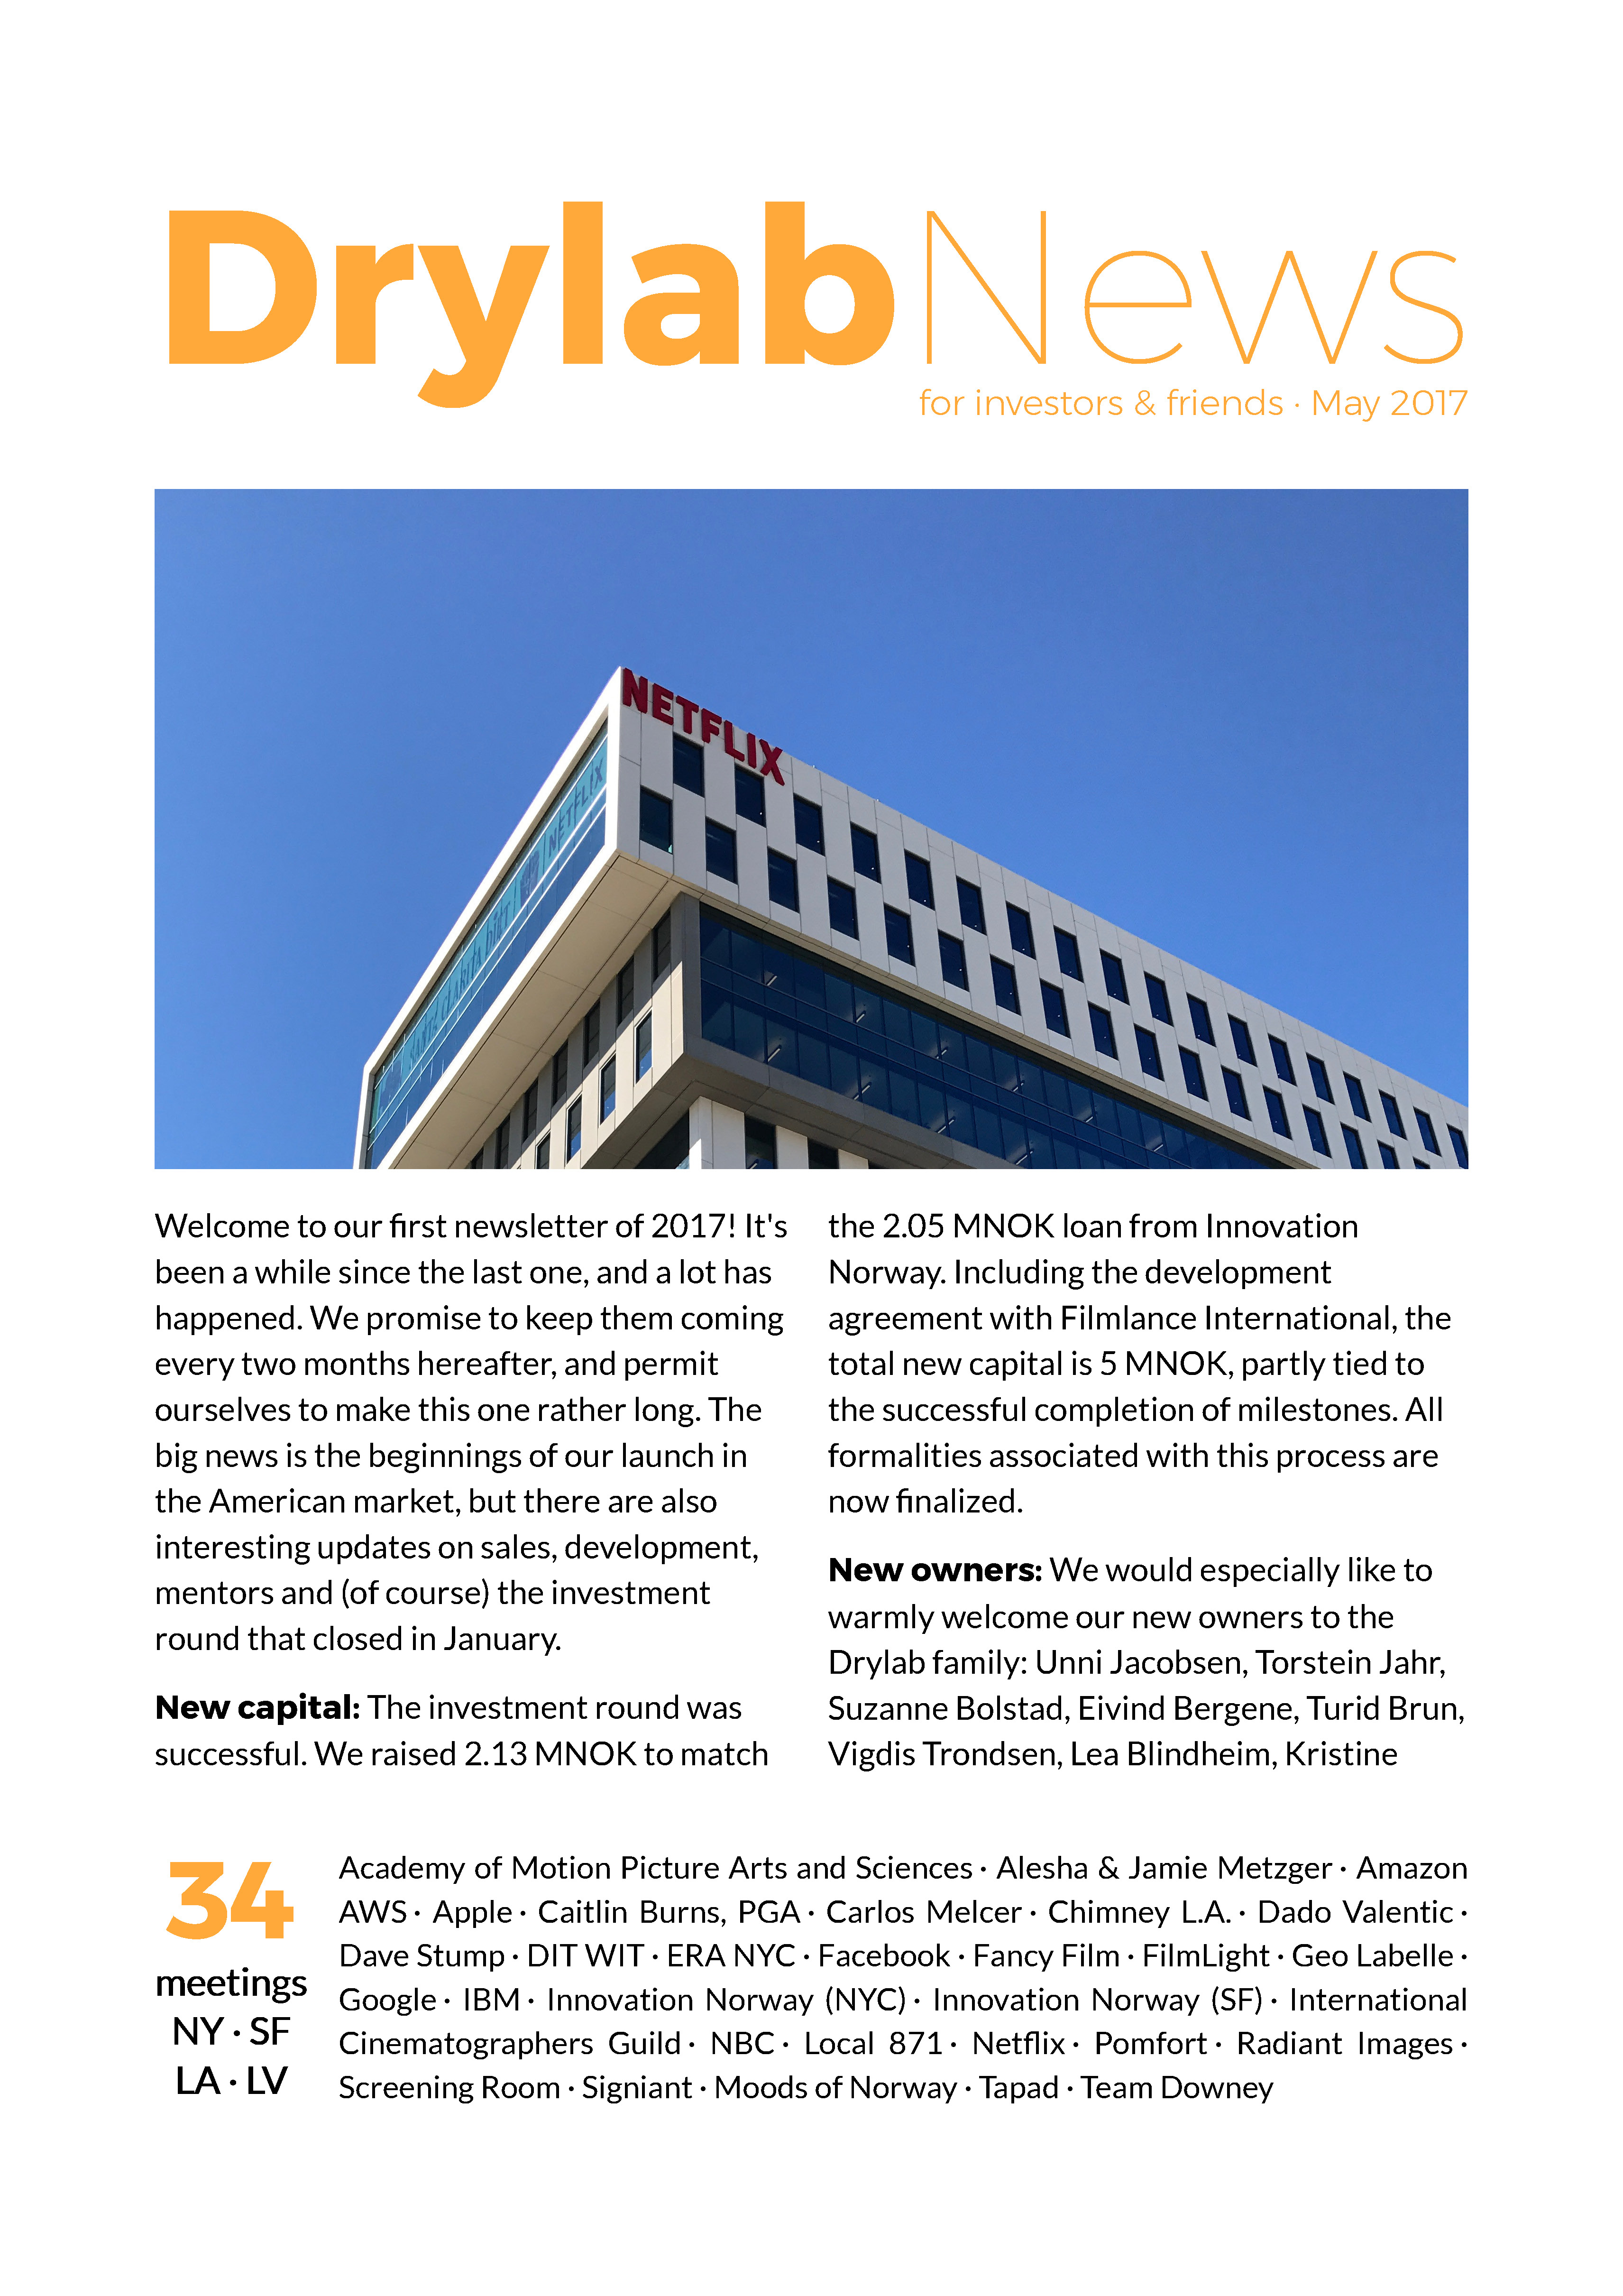 DrylabNews
for investors & friends · May 2017
NETFLIX
NETFLIX
SANTA CLARITA DIET
Welcome to our first newsletter of 2017! It's
been a while since the last one, and a lot has
happened. We promise to keep them coming
every two months hereafter, and permit
ourselves to make this one rather long. The
big news is the beginnings of our launch in
the American market, but there are also
interesting updates on sales, development,
mentors and (of course) the investment
round that closed in January.
New capital: The investment round was
successful. We raised 2.13 MNOK to match
the 2.05 MNOK loan from Innovation
Norway. Including the development
agreement with Filmlance International, the
total new capital is 5 MNOK, partly tied to
the successful completion of milestones. All
formalities associated with this process are
now finalized.
New owners: We would especially like to
warmly welcome our new owners to the
Drylab family: Unni Jacobsen, Torstein Jahr,
Suzanne Bolstad, Eivind Bergene, Turid Brun,
Vigdis Trondsen, Lea Blindheim, Kristine
34
meetings
NY · SF
LA · LV
Academy of Motion Picture Arts and Sciences · Alesha & Jamie Metzger · Amazon
AWS · Apple · Caitlin Burns, PGA · Carlos Melcer · Chimney L.A. · Dado Valentic ·
Dave Stump · DIT WIT · ERA NYC · Facebook · Fancy Film · FilmLight · Geo Labelle ·
Google · IBM · Innovation Norway (NYC) · Innovation Norway (SF) · International
Cinematographers Guild · NBC · Local 871 · Netflix · Pomfort · Radiant Images ·
Screening Room · Signiant · Moods of Norway · Tapad · Team Downey